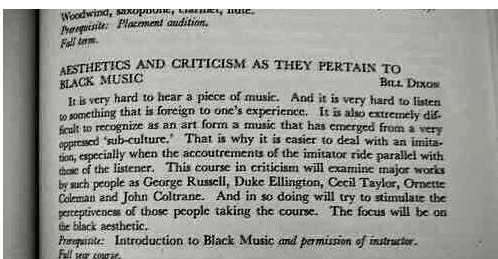 Woodwind, saxophone, clarinet, flute.
Prerequisite: Placement audition.
Fall term.
AESTHETICS AND CRITICISM AS THEY PERTAIN TO
BLACK MUSIC BILL DIXON
It is very hard to hear a piece of music. And it is very hard to listen
to something that is foreign to one's experience. It is also extremely dif-
ficult to recognize as an art form a music that has emerged from a very
oppressed 'sub-culture.' That is why it is easier to deal with an imita-
tion, especially when the accoutrements of the imitator ride parallel with
those of the listener. This course in criticism will examine major works
by such people as George Russell, Duke Ellington, Cecil Taylor, Ornette
Coleman and John Coltrane. And in so doing will try to stimulate the
perceptiveness of those people taking the course. The focus will be on
the black aesthetic.
Prerequisite: Introduction to Black Music and permission of instructor.
Full year course.